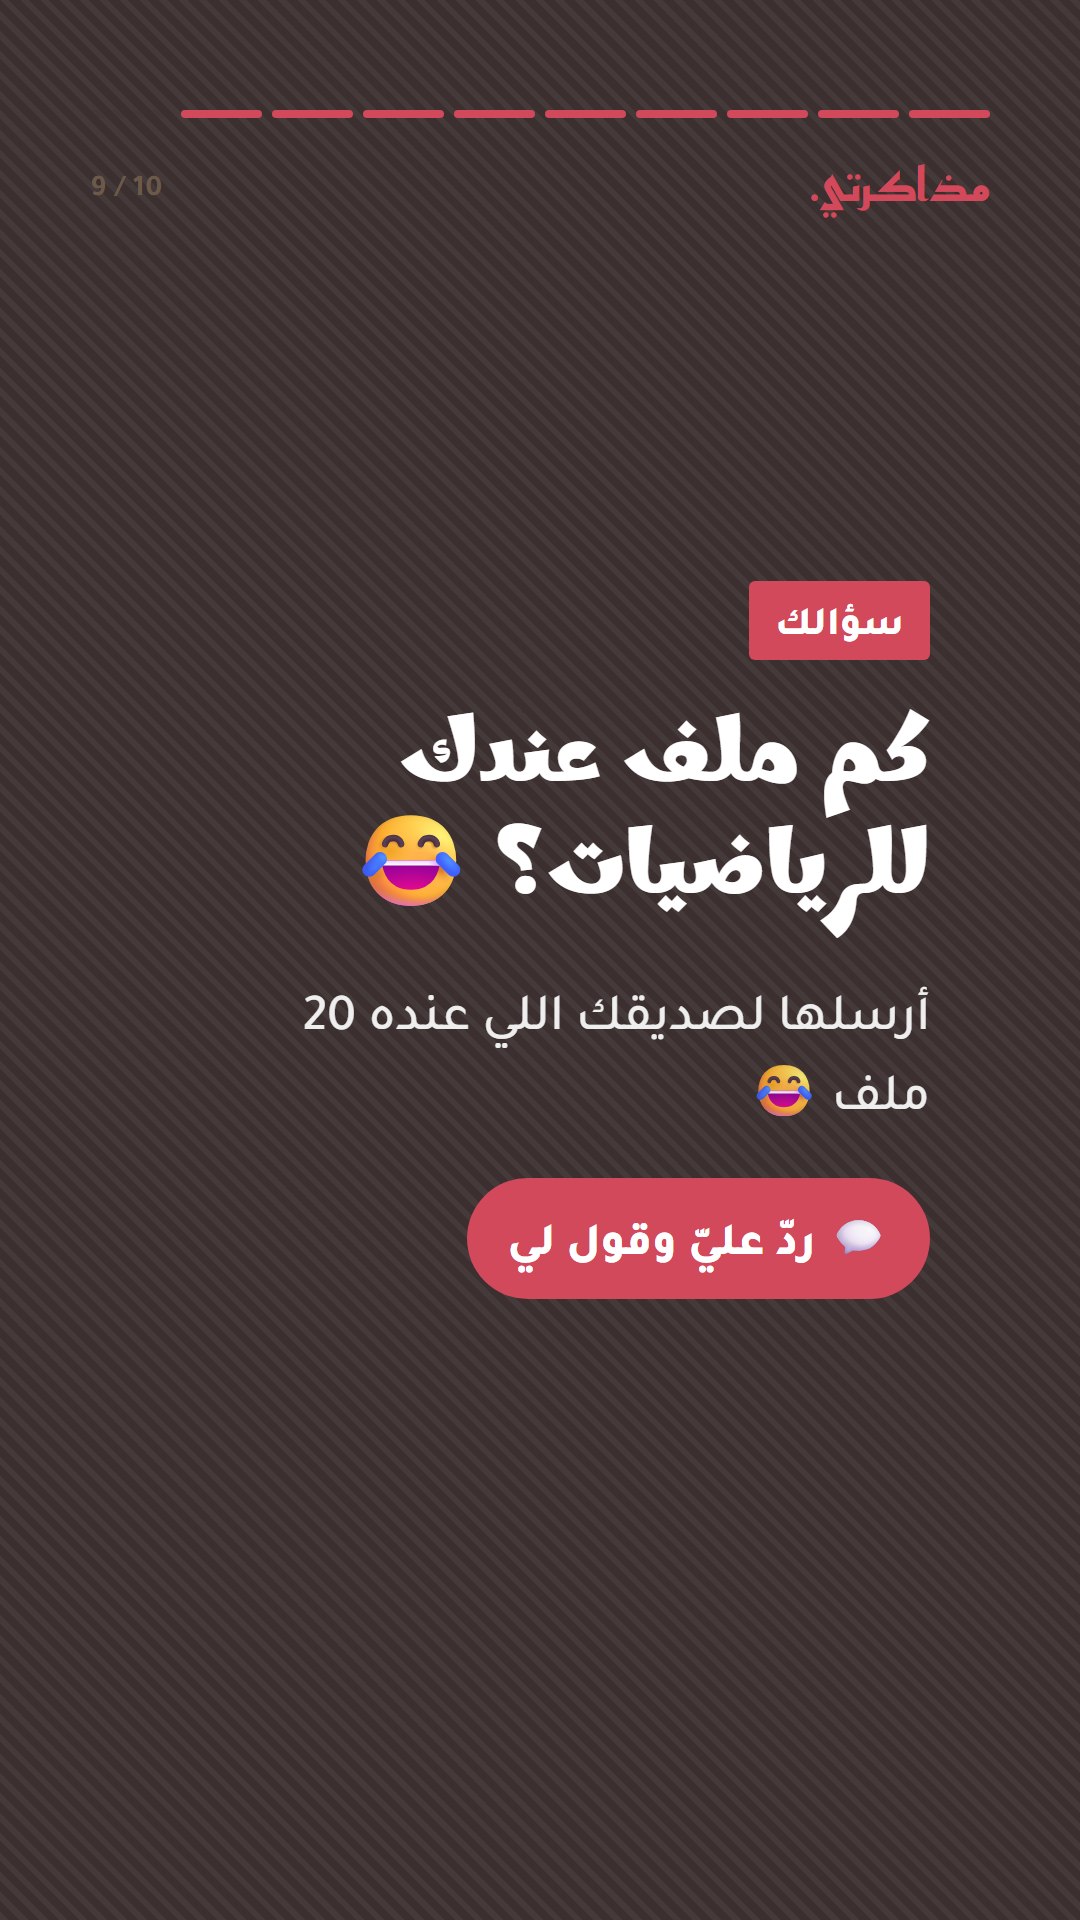 مذاكرتي.
9 / 10
سؤالك
كم ملف عندك
للرياضيات؟ 😂
أرسلها لصديقك اللي عنده 20
ملف 😂
💬 ردّ عليّ وقول لي